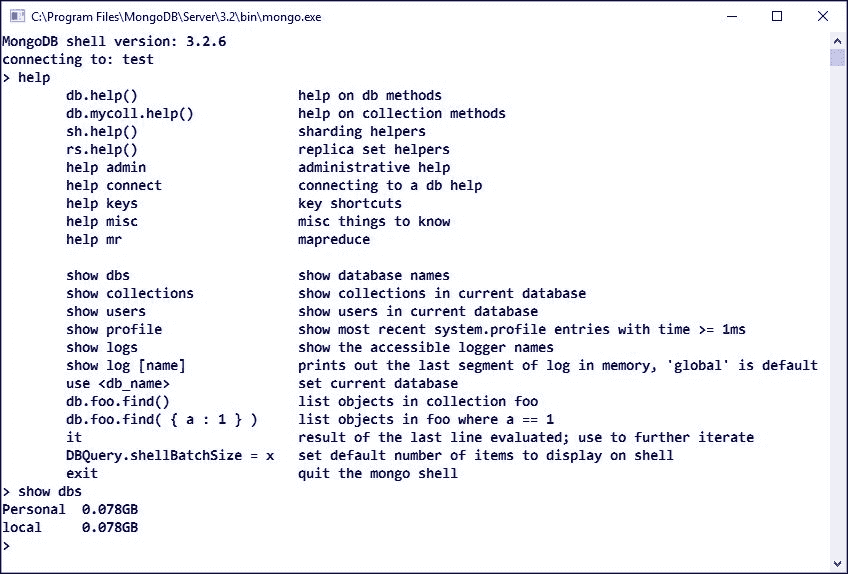 C:\Program Files\MongoDB\Server\3.2\bin\mongo.exe
MongoDB shell version: 3.2.6
connecting to: test
> help
        db.help()                    help on db methods
        db.mycoll.help()             help on collection methods
        sh.help()                    sharding helpers
        rs.help()                    replica set helpers
        help admin                   administrative help
        help connect                 connecting to a db help
        help keys                    key shortcuts
        help misc                    misc things to know
        help mr                      mapreduce
        show dbs                     show database names
        show collections             show collections in current database
        show users                   show users in current database
        show profile                 show most recent system.profile entries with time >= 1ms
        show logs                    show the accessible logger names
        show log [name]              prints out the last segment of log in memory, 'global' is default
        use <db_name>                set current database
        db.foo.find()                list objects in collection foo
        db.foo.find( { a : 1 } )     list objects in foo where a == 1
        it                           result of the last line evaluated; use to further iterate
        DBQuery.shellBatchSize = x   set default number of items to display on shell
        exit                         quit the mongo shell
> show dbs
Personal  0.078GB
local     0.078GB
>